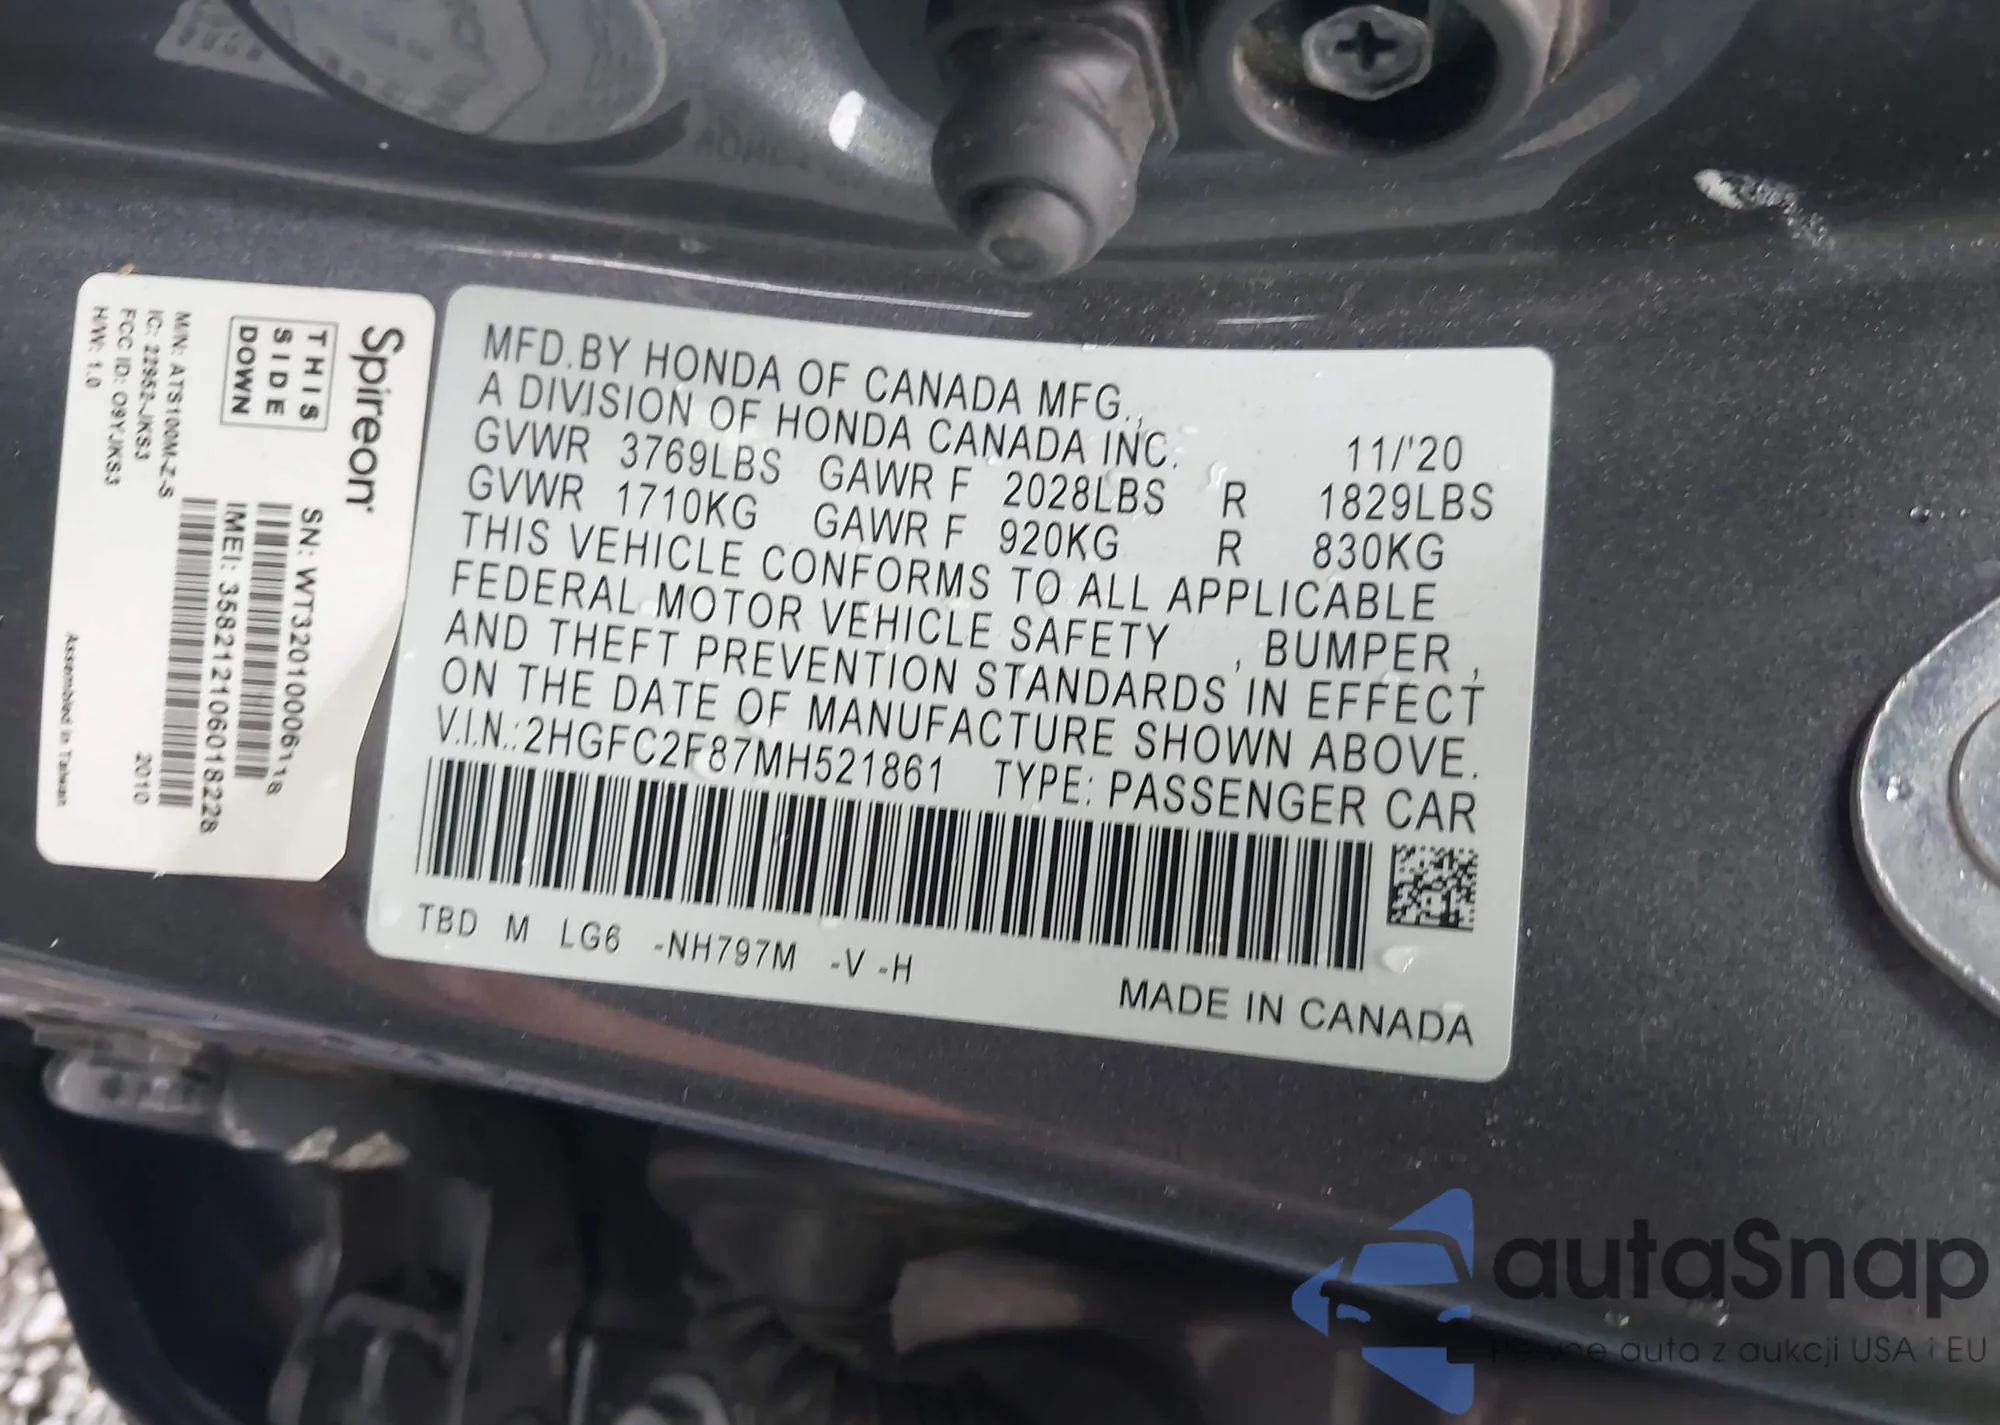 Spireon
THIS
SIDE
DOWN
M/N: ATS100M-Z-S
IC: 22952-JKS3
FCC ID: O9YJKS3
H/W: 1.0
SN: WT320100006118
IMEI: 358212106018228
2010
Assembled in Taiwan
MFD.BY HONDA OF CANADA MFG.,
A DIVISION OF HONDA CANADA INC. 11/'20
GVWR 3769LBS GAWR F 2028LBS R 1829LBS
GVWR 1710KG GAWR F 920KG R 830KG
THIS VEHICLE CONFORMS TO ALL APPLICABLE
FEDERAL MOTOR VEHICLE SAFETY , BUMPER ,
AND THEFT PREVENTION STANDARDS IN EFFECT
ON THE DATE OF MANUFACTURE SHOWN ABOVE.
V.I.N.:2HGFC2F87MH521861 TYPE: PASSENGER CAR
TBD M LG6 -NH797M -V -H
MADE IN CANADA
autaSnap
auta z aukcji USA i EU